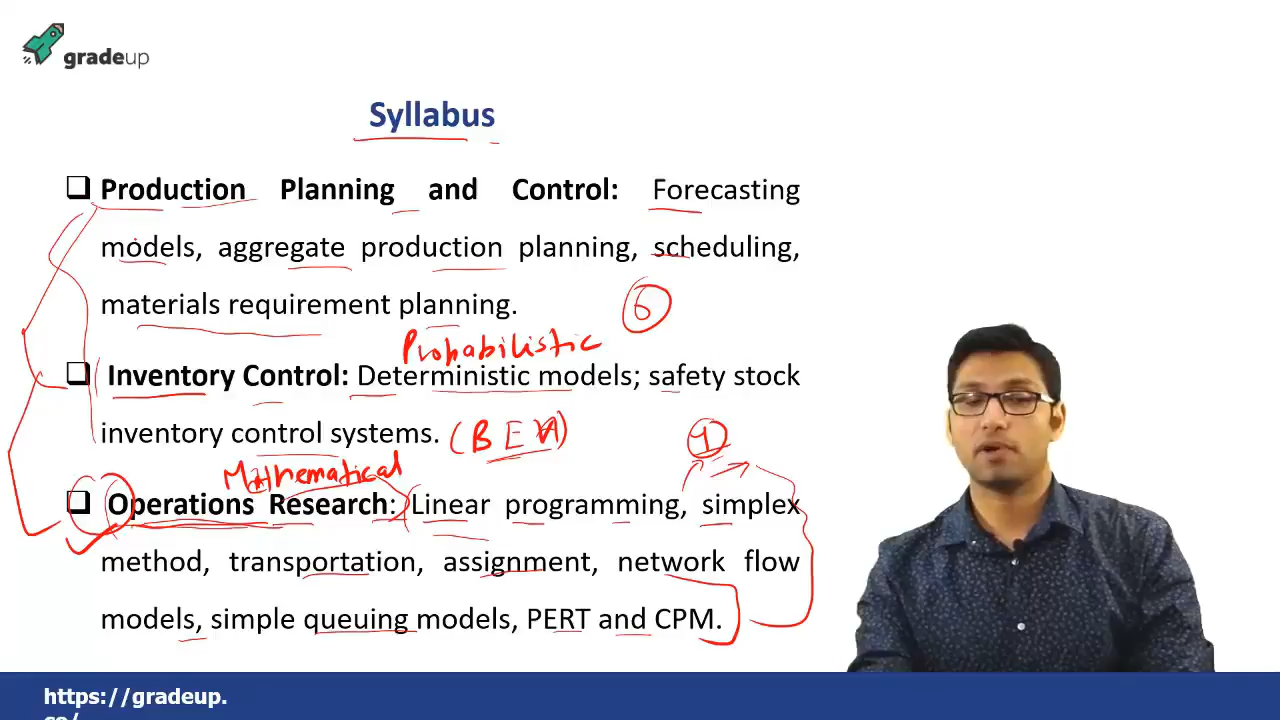 gradeup
Syllabus
❑ Production Planning and Control: Forecasting
models, aggregate production planning, scheduling,
materials requirement planning.
6
Probabilistic
❑ Inventory Control: Deterministic models; safety stock
inventory control systems. (BEA)
1
Mathematical
❑ Operations Research: Linear programming, simplex
method, transportation, assignment, network flow
models, simple queuing models, PERT and CPM.
https://gradeup.
co/